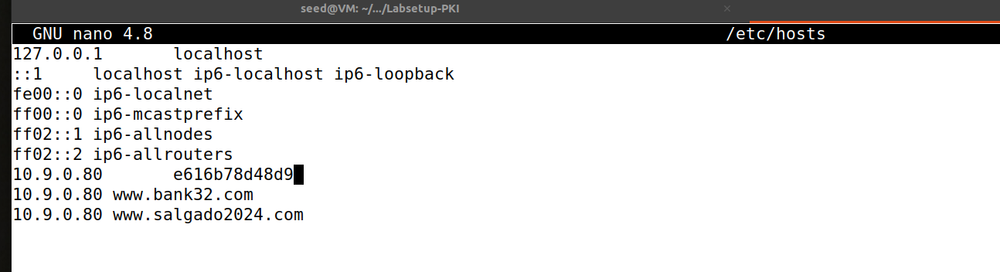 seed@VM: ~/.../Labsetup-PKI
GNU nano 4.8 /etc/hosts
127.0.0.1 localhost
::1 localhost ip6-localhost ip6-loopback
fe00::0 ip6-localnet
ff00::0 ip6-mcastprefix
ff02::1 ip6-allnodes
ff02::2 ip6-allrouters
10.9.0.80 e616b78d48d9
10.9.0.80 www.bank32.com
10.9.0.80 www.salgado2024.com